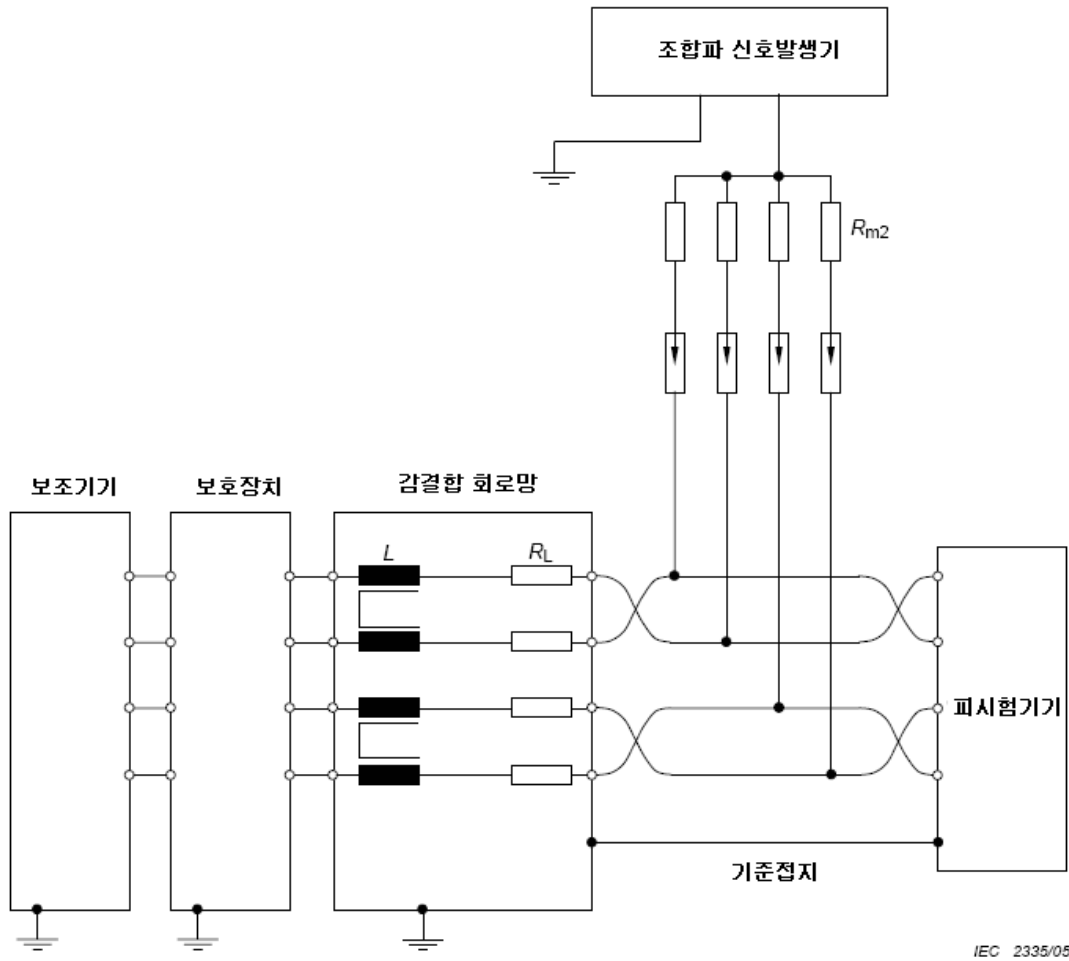 조합파 신호발생기
Rm2
보조기기
보호장치
감결합 회로망
L
RL
피시험기기
기준접지
IEC 2335/05